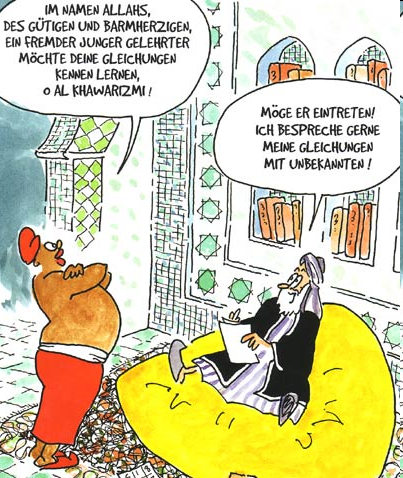 IM NAMEN ALLAHS,
DES GÜTIGEN UND BARMHERZIGEN,
EIN FREMDER JUNGER GELEHRTER
MÖCHTE DEINE GLEICHUNGEN
KENNEN LERNEN,
O AL KHAWARIZMI!
MÖGE ER EINTRETEN!
ICH BESPRECHE GERNE
MEINE GLEICHUNGEN
MIT UNBEKANNTEN!